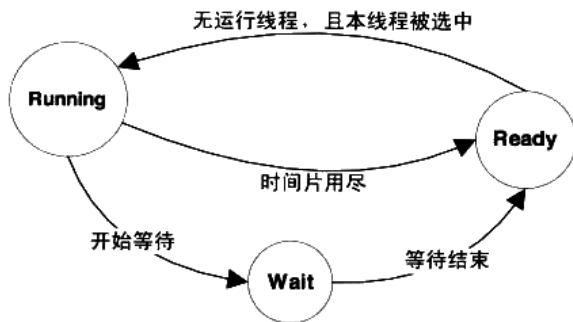 无运行线程，且本线程被选中
Running
Ready
时间片用尽
开始等待
等待结束
Wait